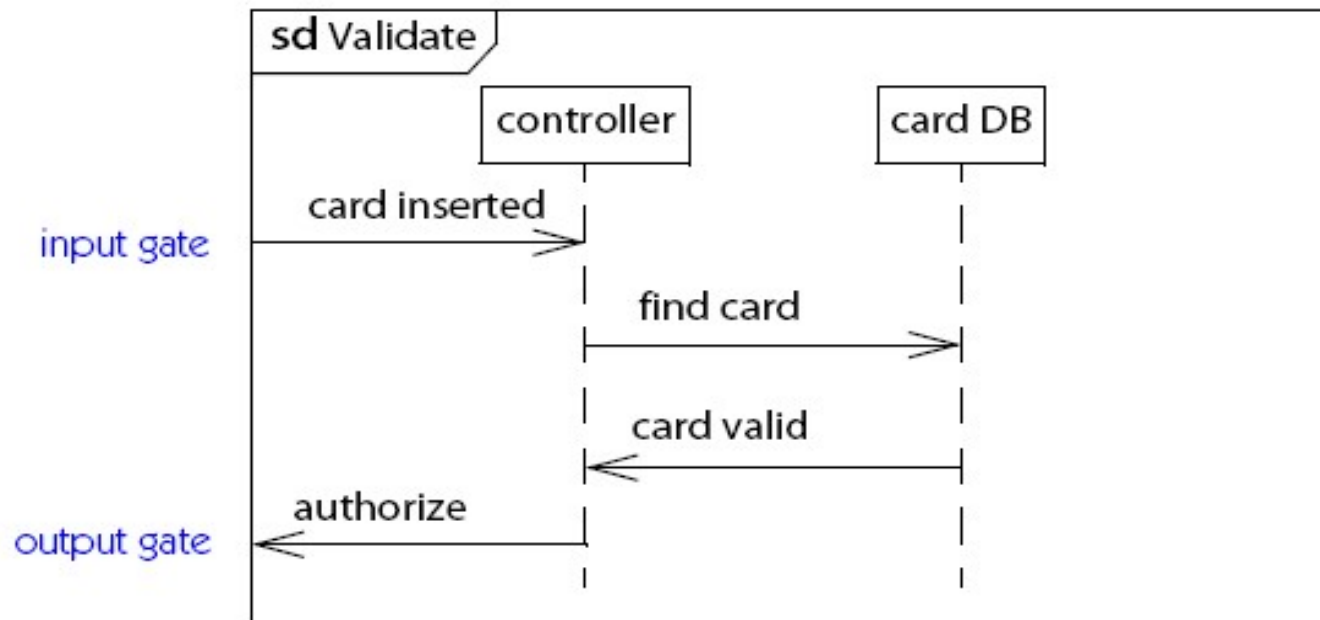 sd Validate
controller
card DB
card inserted
input gate
find card
card valid
authorize
output gate